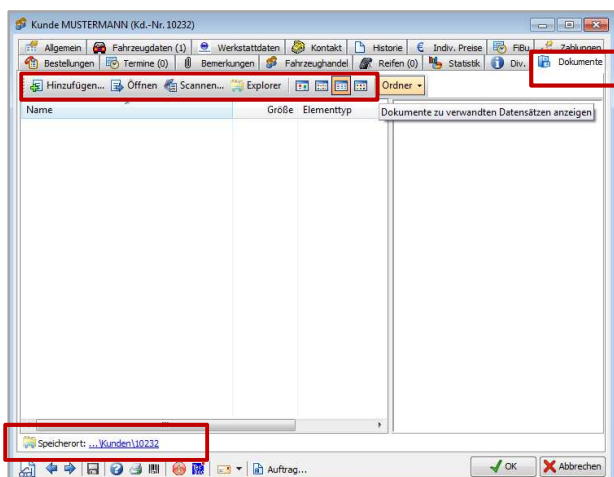 Kunde MUSTERMANN (Kd.-Nr. 10232)
Allgemein Fahrzeugdaten (1) Werkstattdaten Kontakt Historie Indiv. Preise FiBu Zahlungen
Bestellungen Termine (0) Bemerkungen Fahrzeughandel Reifen (0) Statistik Div. Dokumente
Hinzufügen... Öffnen Scannen... Explorer Ordner
Name Größe Elementtyp
Dokumente zu verwandten Datensätzen anzeigen
Speicherort: ...\Kunden\10232
Auftrag... OK Abbrechen